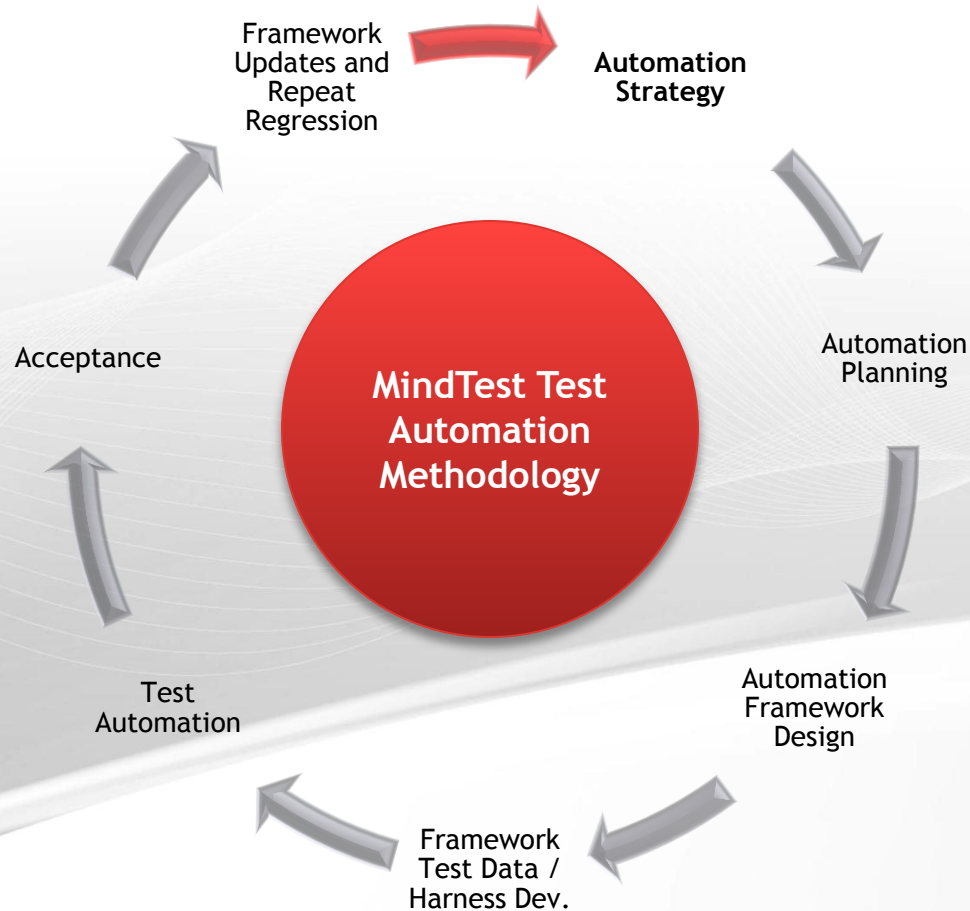 Framework
Updates and
Repeat
Regression
Automation
Strategy
Automation
Planning
Automation
Framework
Design
Framework
Test Data /
Harness Dev.
Test
Automation
Acceptance
MindTest Test
Automation
Methodology